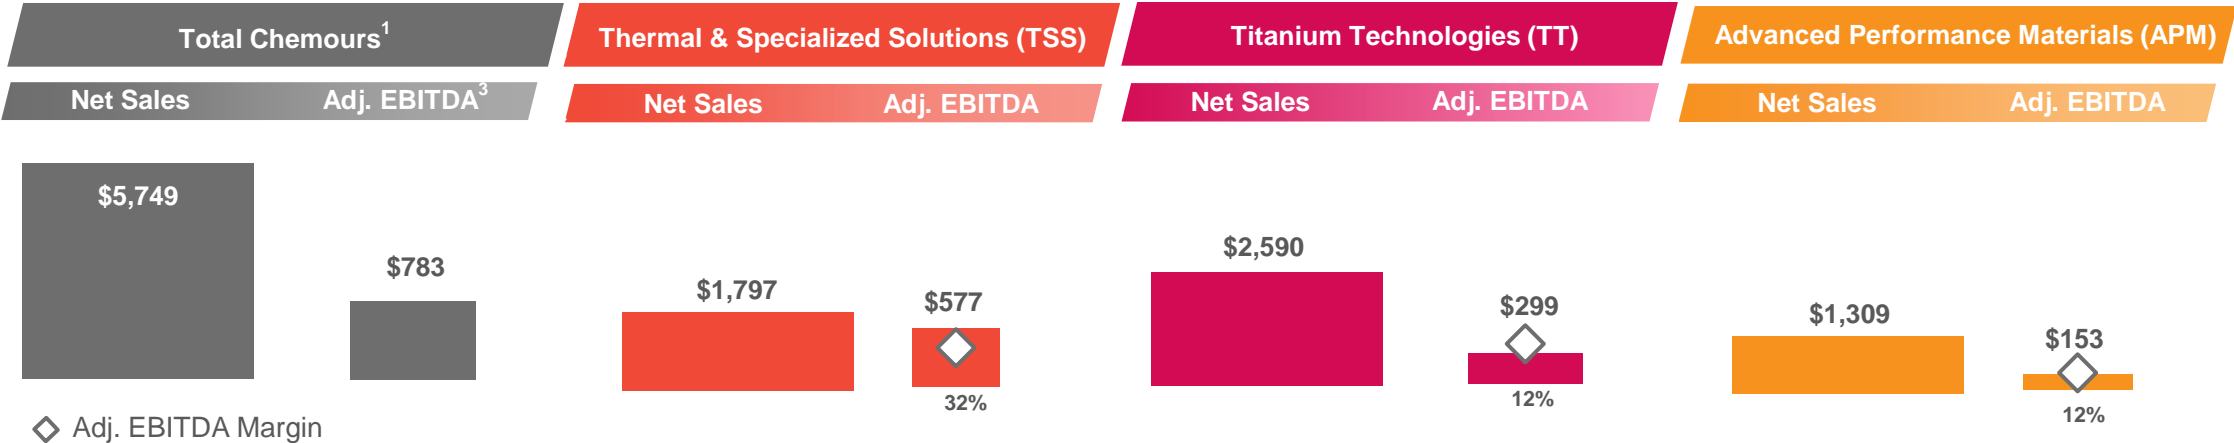 Total Chemours1
Thermal & Specialized Solutions (TSS)
Titanium Technologies (TT)
Advanced Performance Materials (APM)
Net Sales Adj. EBITDA3
Net Sales Adj. EBITDA
Net Sales Adj. EBITDA
Net Sales Adj. EBITDA
$5,749
$783
$1,797
$577
32%
$2,590
$299
12%
$1,309
$153
12%
Adj. EBITDA Margin